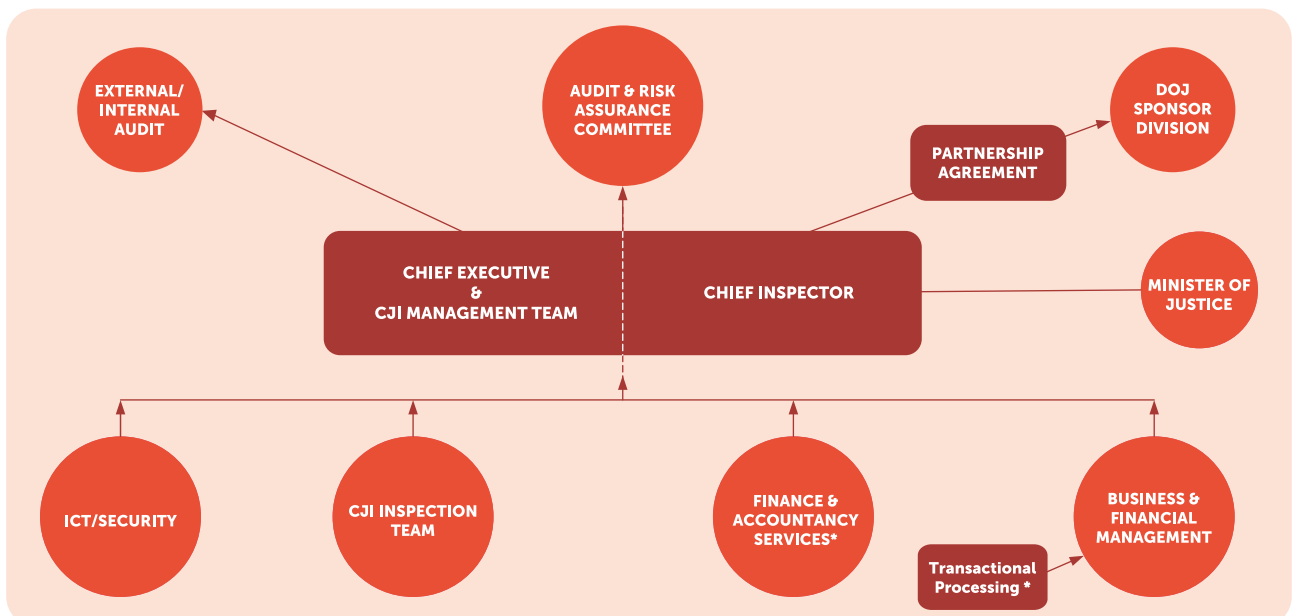 EXTERNAL/
INTERNAL
AUDIT
AUDIT & RISK
ASSURANCE
COMMITTEE
DOJ
SPONSOR
DIVISION
PARTNERSHIP
AGREEMENT
CHIEF EXECUTIVE
&
CJI MANAGEMENT TEAM
CHIEF INSPECTOR
MINISTER OF
JUSTICE
ICT/SECURITY
CJI INSPECTION
TEAM
FINANCE &
ACCOUNTANCY
SERVICES*
BUSINESS &
FINANCIAL
MANAGEMENT
Transactional
Processing *